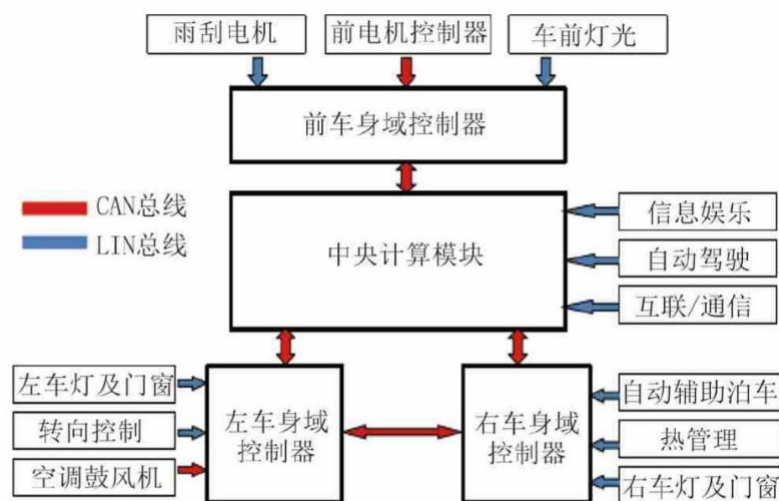 雨刮电机
前电机控制器
车前灯光
前车身域控制器
CAN总线
LIN总线
中央计算模块
信息娱乐
自动驾驶
互联/通信
左车灯及门窗
转向控制
空调鼓风机
左车身域
控制器
右车身域
控制器
自动辅助泊车
热管理
右车灯及门窗